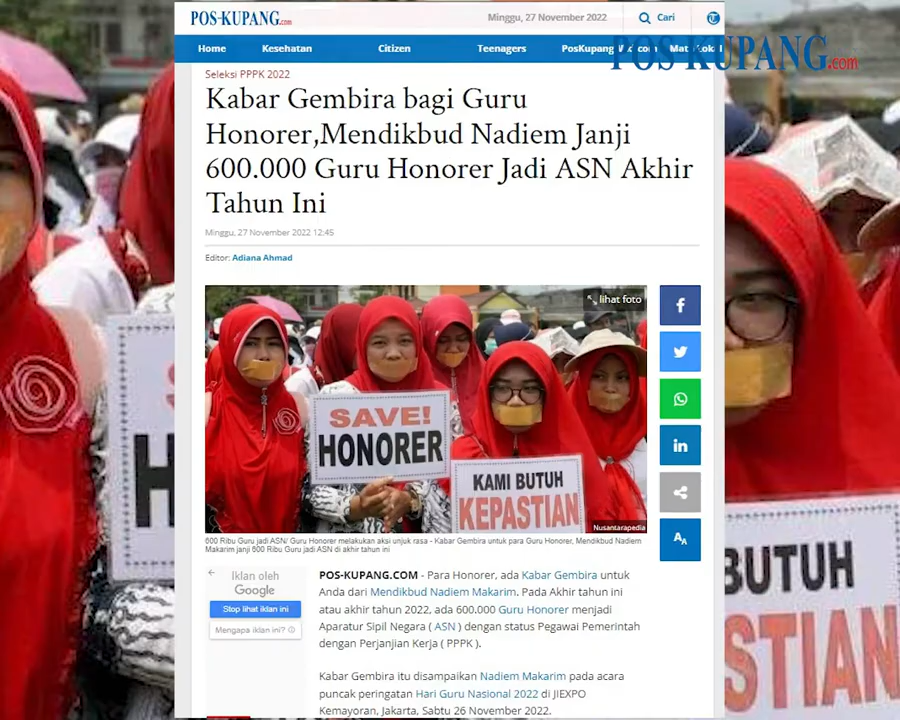 POS-KUPANG.com
Minggu, 27 November 2022
Cari
Home Kesehatan Citizen Teenagers Mata Lokal
POS-KUPANG.com
Seleksi PPPK 2022
Kabar Gembira bagi Guru
Honorer,Mendikbud Nadiem Janji
600.000 Guru Honorer Jadi ASN Akhir
Tahun Ini
Minggu, 27 November 2022 12:45
Editor: Adiana Ahmad
lihat foto
SAVE!
HONORER
KAMI BUTUH
KEPASTIAN
Nusantarapedia
600 Ribu Guru jadi ASN/ Guru Honorer melakukan aksi unjuk rasa - Kabar Gembira untuk para Guru Honorer, Mendikbud Nadiem
Makarim janji 600 Ribu Guru jadi ASN di akhir tahun ini
Iklan oleh
Google
Stop lihat iklan ini
Mengapa iklan ini?
POS-KUPANG.COM - Para Honorer, ada Kabar Gembira untuk
Anda dari Mendikbud Nadiem Makarim. Pada Akhir tahun ini
atau akhir tahun 2022, ada 600.000 Guru Honorer menjadi
Aparatur Sipil Negara ( ASN ) dengan status Pegawai Pemerintah
dengan Perjanjian Kerja ( PPPK ).
Kabar Gembira itu disampaikan Nadiem Makarim pada acara
puncak peringatan Hari Guru Nasional 2022 di JIEXPO
Kemayoran, Jakarta, Sabtu 26 November 2022.
BUTUH
STIAN